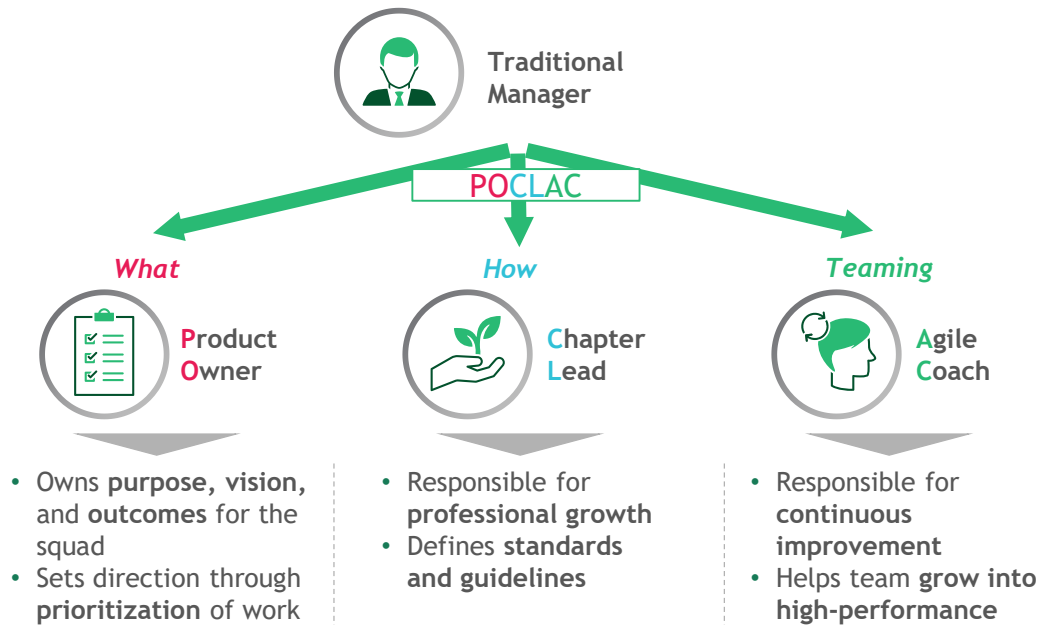 Traditional
Manager
POCLAC
What
How
Teaming
Product
Owner
Chapter
Lead
Agile
Coach
• Owns purpose, vision,
and outcomes for the
squad
• Sets direction through
prioritization of work
• Responsible for
professional growth
• Defines standards
and guidelines
• Responsible for
continuous
improvement
• Helps team grow into
high-performance